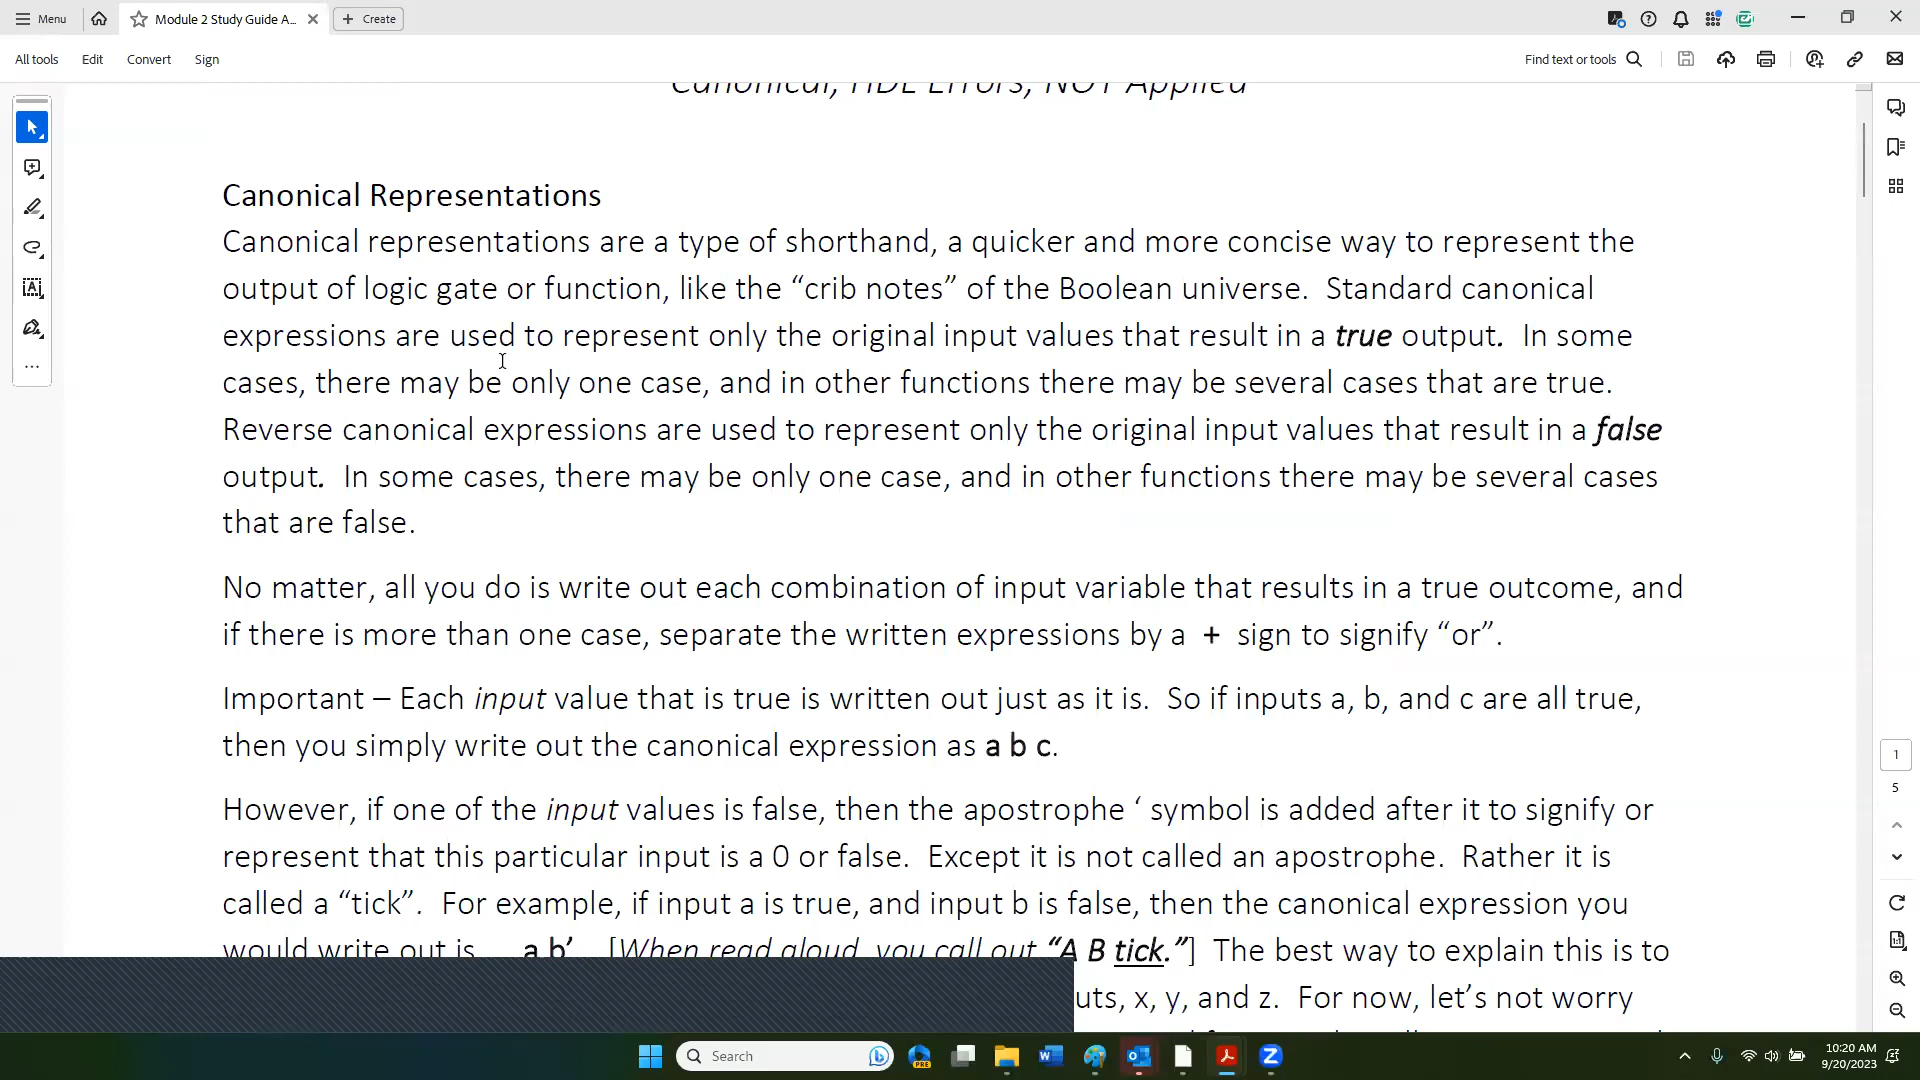 Menu
Module 2 Study Guide A...
Create
All tools
Edit
Convert
Sign
Find text or tools
Canonical, HDL Errors, NOT Applied
Canonical Representations
Canonical representations are a type of shorthand, a quicker and more concise way to represent the
output of logic gate or function, like the “crib notes” of the Boolean universe.  Standard canonical
expressions are used to represent only the original input values that result in a true output.  In some
cases, there may be only one case, and in other functions there may be several cases that are true.
Reverse canonical expressions are used to represent only the original input values that result in a false
output.  In some cases, there may be only one case, and in other functions there may be several cases
that are false.
No matter, all you do is write out each combination of input variable that results in a true outcome, and
if there is more than one case, separate the written expressions by a  +  sign to signify “or”.
Important – Each input value that is true is written out just as it is.  So if inputs a, b, and c are all true,
then you simply write out the canonical expression as a b c.
However, if one of the input values is false, then the apostrophe ‘ symbol is added after it to signify or
represent that this particular input is a 0 or false.  Except it is not called an apostrophe.  Rather it is
called a “tick”.  For example, if input a is true, and input b is false, then the canonical expression you
would write out is    a b’    [When read aloud, you call out “A B tick.”]  The best way to explain this is to
uts, x, y, and z.  For now, let’s not worry
1
5
Search
PRE
10:20 AM
9/20/2023